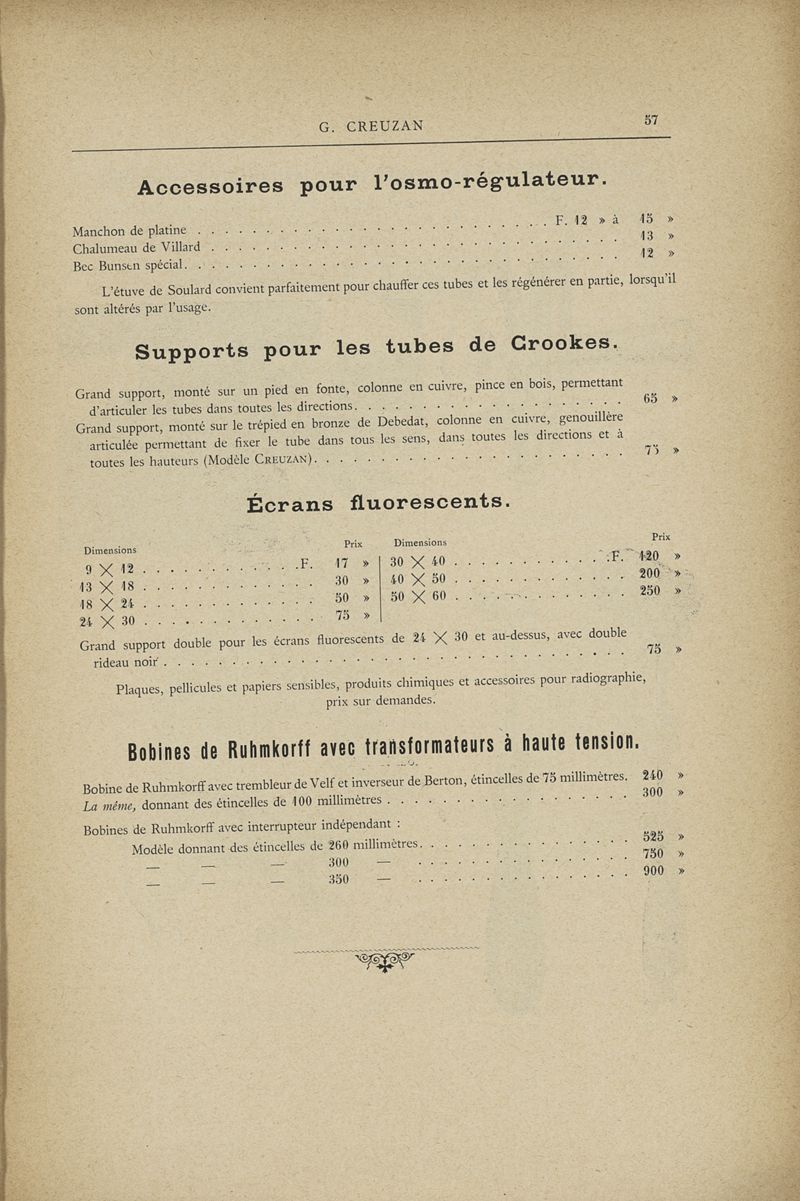 G. CREUZAN
57
Accessoires pour l'osmo-régulateur.
Manchon de platine . . . . . . . . . . . . . . . . . . . . . . . . . . F. 12 » à 15 »
Chalumeau de Villard . . . . . . . . . . . . . . . . . . . . . . . . . . . . . . 13 »
Bec Bunsen spécial. . . . . . . . . . . . . . . . . . . . . . . . . . . . . . . . 12 »
L'étuve de Soulard convient parfaitement pour chauffer ces tubes et les régénérer en partie, lorsqu'il
sont altérés par l'usage.
Supports pour les tubes de Crookes.
Grand support, monté sur un pied en fonte, colonne en cuivre, pince en bois, permettant
d'articuler les tubes dans toutes les directions. . . . . . . . . . . . . . . . . . . . 65 »
Grand support, monté sur le trépied en bronze de Debedat, colonne en cuivre, genouillère
articulée permettant de fixer le tube dans tous les sens, dans toutes les directions et à
toutes les hauteurs (Modèle CREUZAN). . . . . . . . . . . . . . . . . . . . . . . 75 »
Écrans fluorescents.
Dimensions Prix Dimensions Prix
9 X 12 . . . . . . . . . . . . .F. 17 » 30 X 40 . . . . . . . . . . . .F. 120 »
13 X 18 . . . . . . . . . . . . . 30 » 40 X 50 . . . . . . . . . . . . . 200 »
18 X 24 . . . . . . . . . . . . . 50 » 50 X 60 . . . . . . . . . . . . . 250 »
24 X 30 . . . . . . . . . . . . . 75 »
Grand support double pour les écrans fluorescents de 24 X 30 et au-dessus, avec double
rideau noir . . . . . . . . . . . . . . . . . . . . . . . . . . . . . . . . . . 75 »
Plaques, pellicules et papiers sensibles, produits chimiques et accessoires pour radiographie,
prix sur demandes.
Bobines de Ruhmkorff avec transformateurs à haute tension.
Bobine de Ruhmkorff avec trembleur de Velf et inverseur de Berton, étincelles de 75 millimètres. 240 »
La même, donnant des étincelles de 100 millimètres . . . . . . . . . . . . . . . . . . 300 »
Bobines de Ruhmkorff avec interrupteur indépendant :
Modèle donnant des étincelles de 260 millimètres. . . . . . . . . . . . . . . . 525 »
— — — 300 — . . . . . . . . . . . . . . . . 750 »
— — — 350 — . . . . . . . . . . . . . . . . 900 »